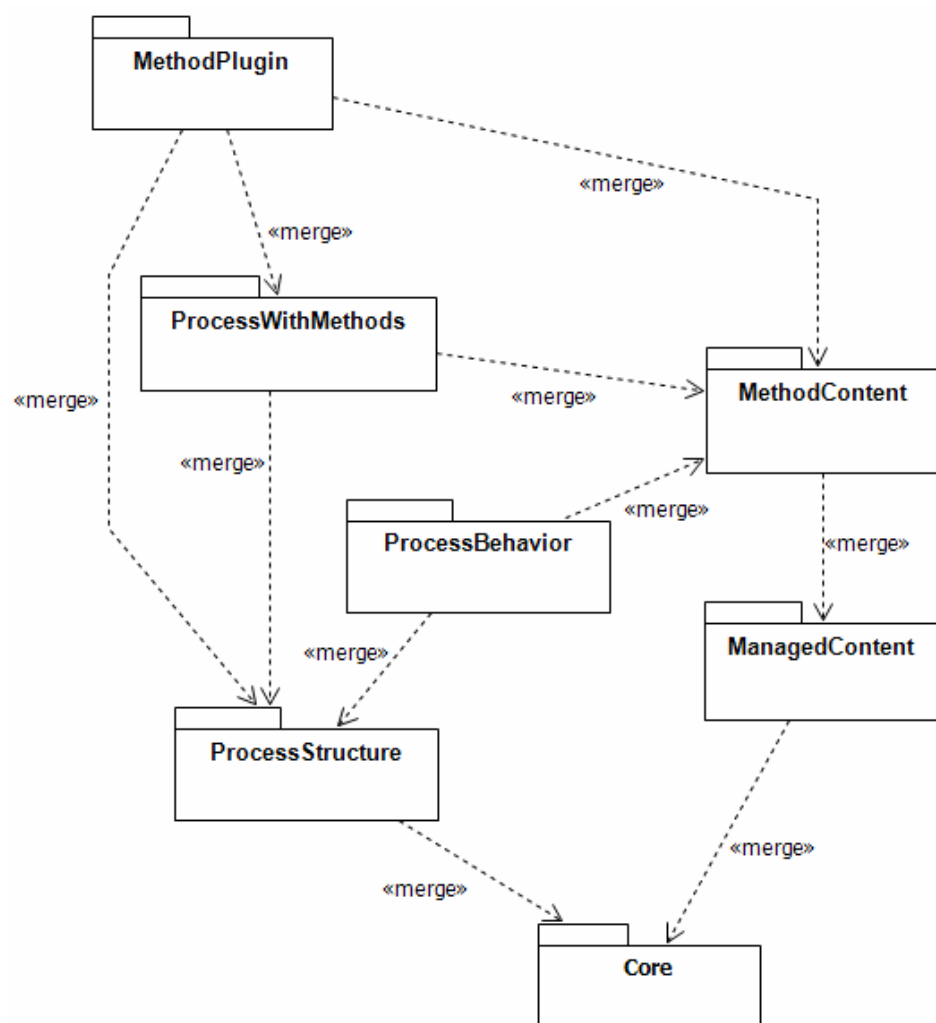 MethodPlugin
«merge»
«merge»
ProcessWithMethods
«merge»
«merge»
MethodContent
«merge»
«merge»
ProcessBehavior
«merge»
«merge»
ManagedContent
«merge»
ProcessStructure
«merge»
«merge»
Core